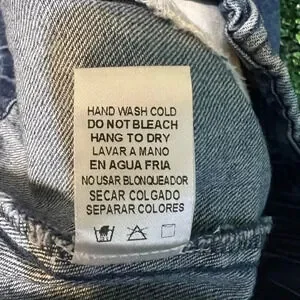 HAND WASH COLD
DO NOT BLEACH
HANG TO DRY
LAVAR A MANO
EN AGUA FRIA
NO USAR BLONQUEADOR
SECAR COLGADO
SEPARAR COLORES